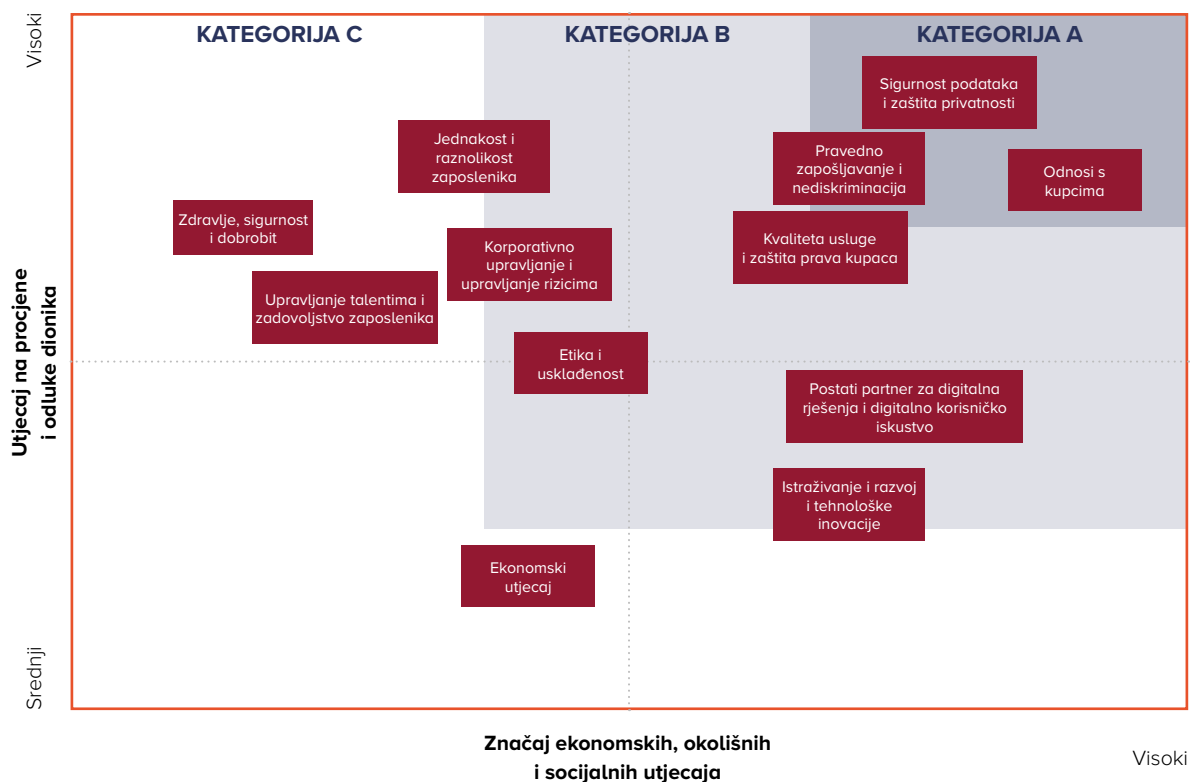 Visoki
KATEGORIJA C
KATEGORIJA B
KATEGORIJA A
Sigurnost podataka
i zaštita privatnosti
Jednakost i
raznolikost
zaposlenika
Pravedno
zapošljavanje i
nediskriminacija
Odnosi s
kupcima
Zdravlje, sigurnost
i dobrobit
Korporativno
upravljanje i
upravljanje rizicima
Kvaliteta usluge
i zaštita prava kupaca
Upravljanje talentima i
zadovoljstvo zaposlenika
Utjecaj na procjene
i odluke dionika
Etika i
usklađenost
Postati partner za digitalna
rješenja i digitalno korisničko
iskustvo
Istraživanje i razvoj
i tehnološke
inovacije
Ekonomski
utjecaj
Srednji
Značaj ekonomskih, okolišnih
i socijalnih utjecaja
Visoki